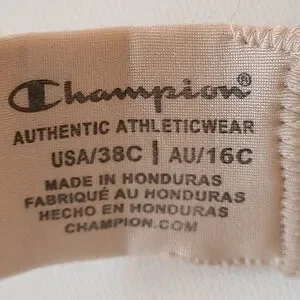 Champion®
AUTHENTIC ATHLETICWEAR
USA/38C | AU/16C
MADE IN HONDURAS
FABRIQUÉ AU HONDURAS
HECHO EN HONDURAS
CHAMPION.COM